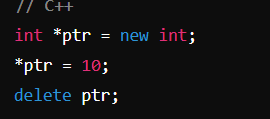 // C++
int *ptr = new int;
*ptr = 10;
delete ptr;